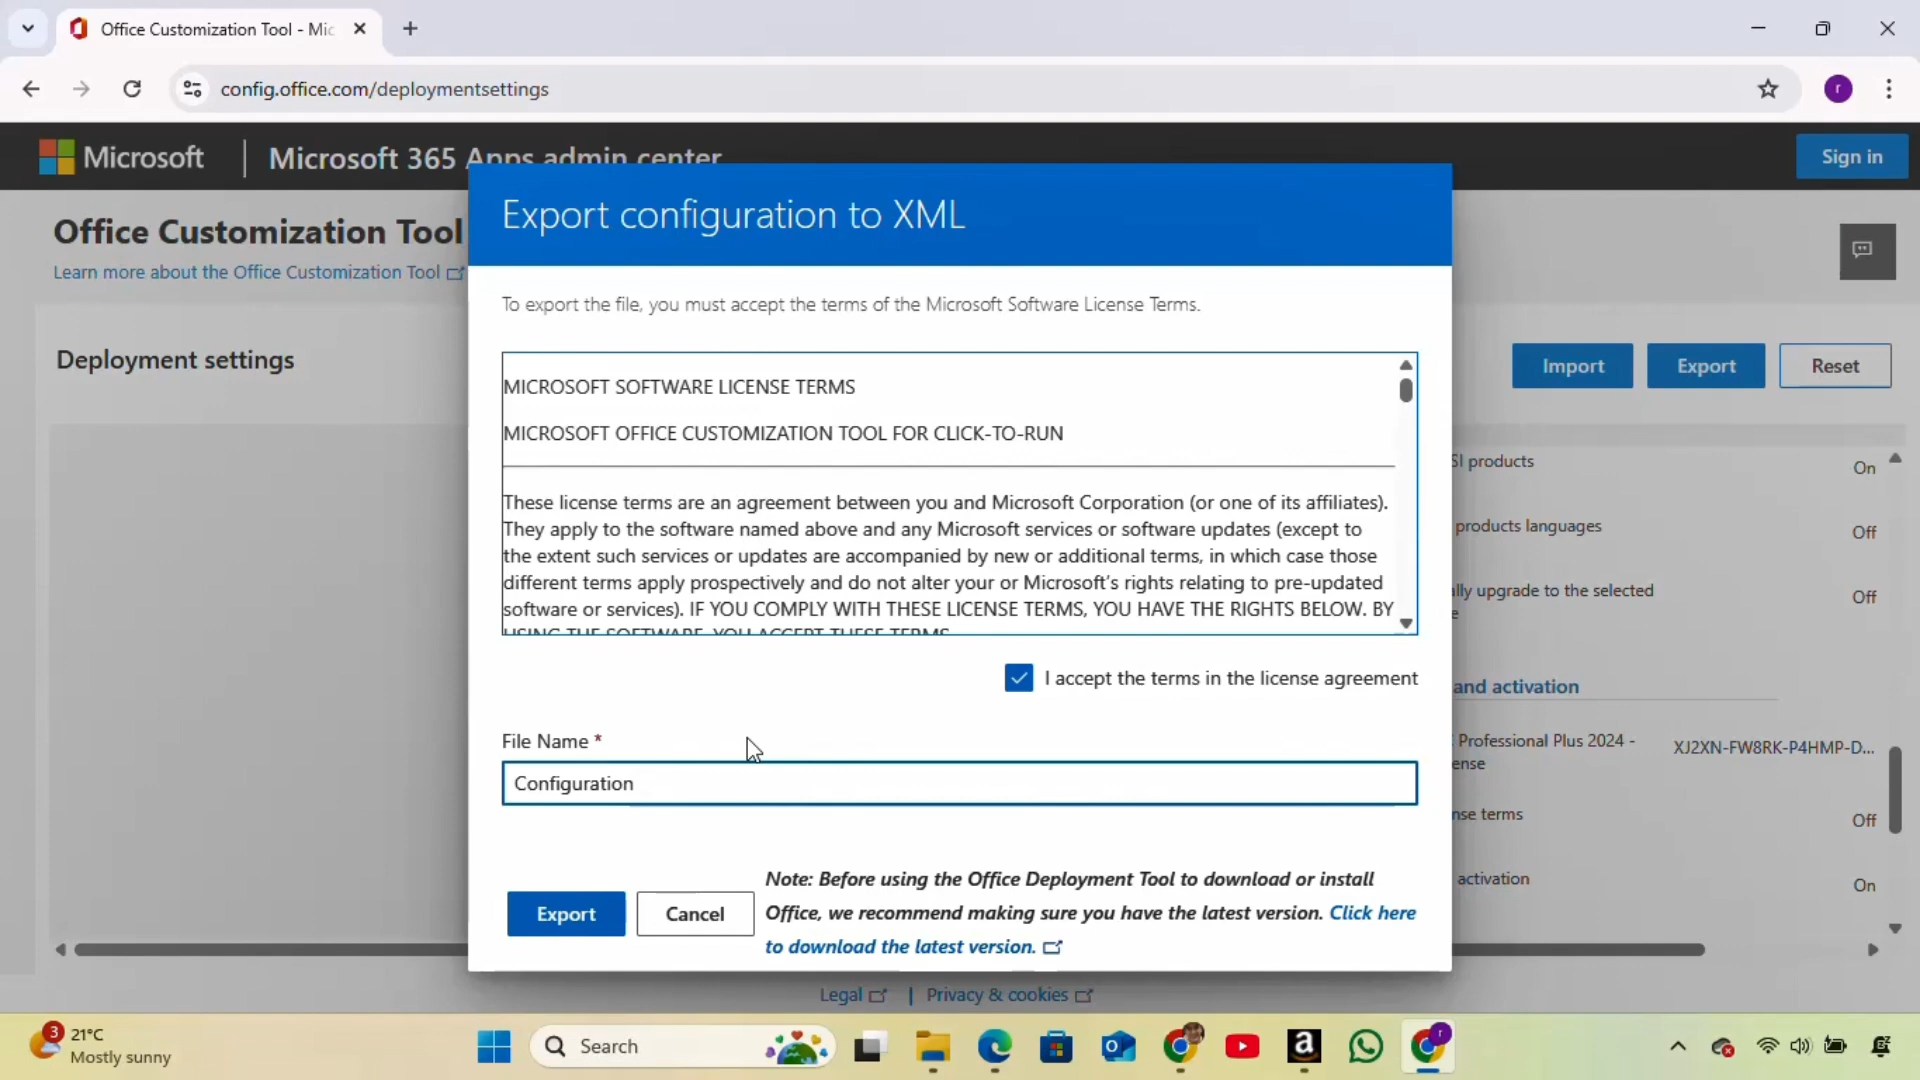 Office Customization Tool - Mic
config.office.com/deploymentsettings
Microsoft
Microsoft 365 Apps admin center
Sign in
Office Customization Tool
Learn more about the Office Customization Tool
Deployment settings
Import
Export
Reset
Export configuration to XML
To export the file, you must accept the terms of the Microsoft Software License Terms.
MICROSOFT SOFTWARE LICENSE TERMS
MICROSOFT OFFICE CUSTOMIZATION TOOL FOR CLICK-TO-RUN
These license terms are an agreement between you and Microsoft Corporation (or one of its affiliates).
They apply to the software named above and any Microsoft services or software updates (except to
the extent such services or updates are accompanied by new or additional terms, in which case those
different terms apply prospectively and do not alter your or Microsoft's rights relating to pre-updated
software or services). IF YOU COMPLY WITH THESE LICENSE TERMS, YOU HAVE THE RIGHTS BELOW. BY
USING THE SOFTWARE, YOU ACCEPT THESE TERMS.
I accept the terms in the license agreement
File Name *
Configuration
Export
Cancel
Note: Before using the Office Deployment Tool to download or install
Office, we recommend making sure you have the latest version. Click here
to download the latest version.
SI products
On
products languages
Off
lly upgrade to the selected
e
Off
and activation
Professional Plus 2024 -
ense
XJ2XN-FW8RK-P4HMP-D...
nse terms
Off
activation
On
Legal
|
Privacy & cookies
3
21°C
Mostly sunny
Search
r